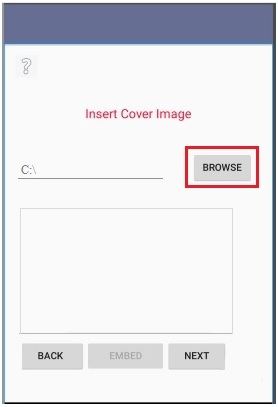 ?
Insert Cover Image
C:\
BROWSE
BACK EMBED NEXT